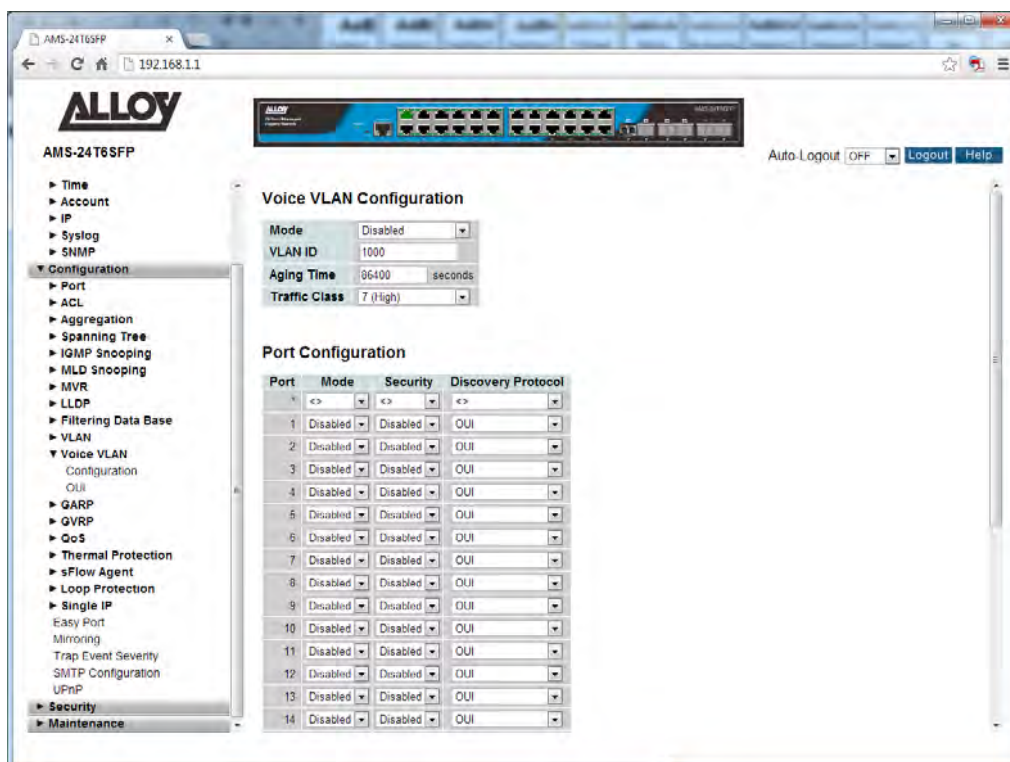 AMS-24T6SFP
192.168.1.1
ALLOY
ALLOY
AMS-24T6SFP
Auto-Logout OFF Logout Help
Time
Account
IP
Syslog
SNMP
Configuration
Port
ACL
Aggregation
Spanning Tree
IGMP Snooping
MLD Snooping
MVR
LLDP
Filtering Data Base
VLAN
Voice VLAN
Configuration
OUI
GARP
GVRP
QoS
Thermal Protection
sFlow Agent
Loop Protection
Single IP
Easy Port
Mirroring
Trap Event Severity
SMTP Configuration
UPnP
Security
Maintenance
Voice VLAN Configuration
Mode Disabled
VLAN ID 1000
Aging Time 86400 seconds
Traffic Class 7 (High)
Port Configuration
Port Mode Security Discovery Protocol
* <> <> <>
1 Disabled Disabled OUI
2 Disabled Disabled OUI
3 Disabled Disabled OUI
4 Disabled Disabled OUI
5 Disabled Disabled OUI
6 Disabled Disabled OUI
7 Disabled Disabled OUI
8 Disabled Disabled OUI
9 Disabled Disabled OUI
10 Disabled Disabled OUI
11 Disabled Disabled OUI
12 Disabled Disabled OUI
13 Disabled Disabled OUI
14 Disabled Disabled OUI